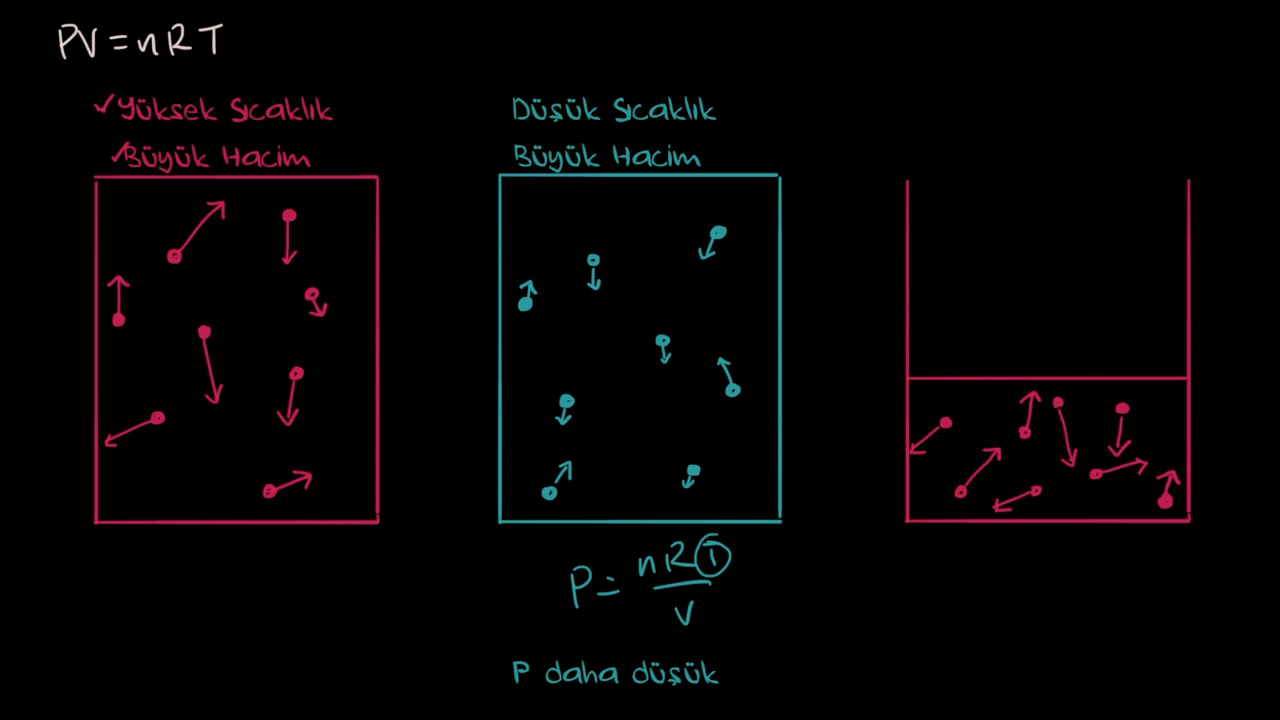 PV = nRT
✓Yüksek Sıcaklık
✓Büyük Hacim
Düşük Sıcaklık
Büyük Hacim
P = nRT / V
P daha düşük